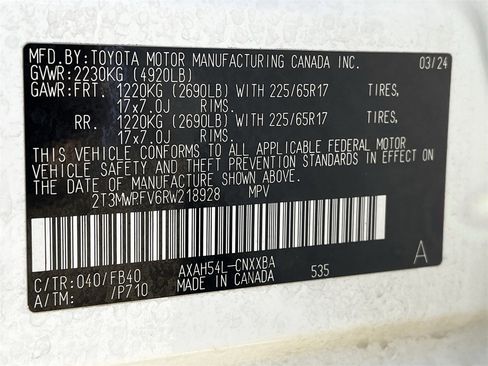 MFD.BY:TOYOTA MOTOR MANUFACTURING CANADA INC. 03/24
GVWR:2230KG (4920LB)
GAWR:FRT. 1220KG (2690LB) WITH 225/65R17 TIRES,
17x7.0J RIMS.
RR. 1220KG (2690LB) WITH 225/65R17 TIRES,
17x7.0J RIMS.
THIS VEHICLE CONFORMS TO ALL APPLICABLE FEDERAL MOTOR
VEHICLE SAFETY AND THEFT PREVENTION STANDARDS IN EFFECT ON
THE DATE OF MANUFACTURE SHOWN ABOVE.
2T3MWRFV6RW218928 MPV
C/TR:040/FB40 AXAH54L-CNXXBA A
A/TM: /P710 MADE IN CANADA 535